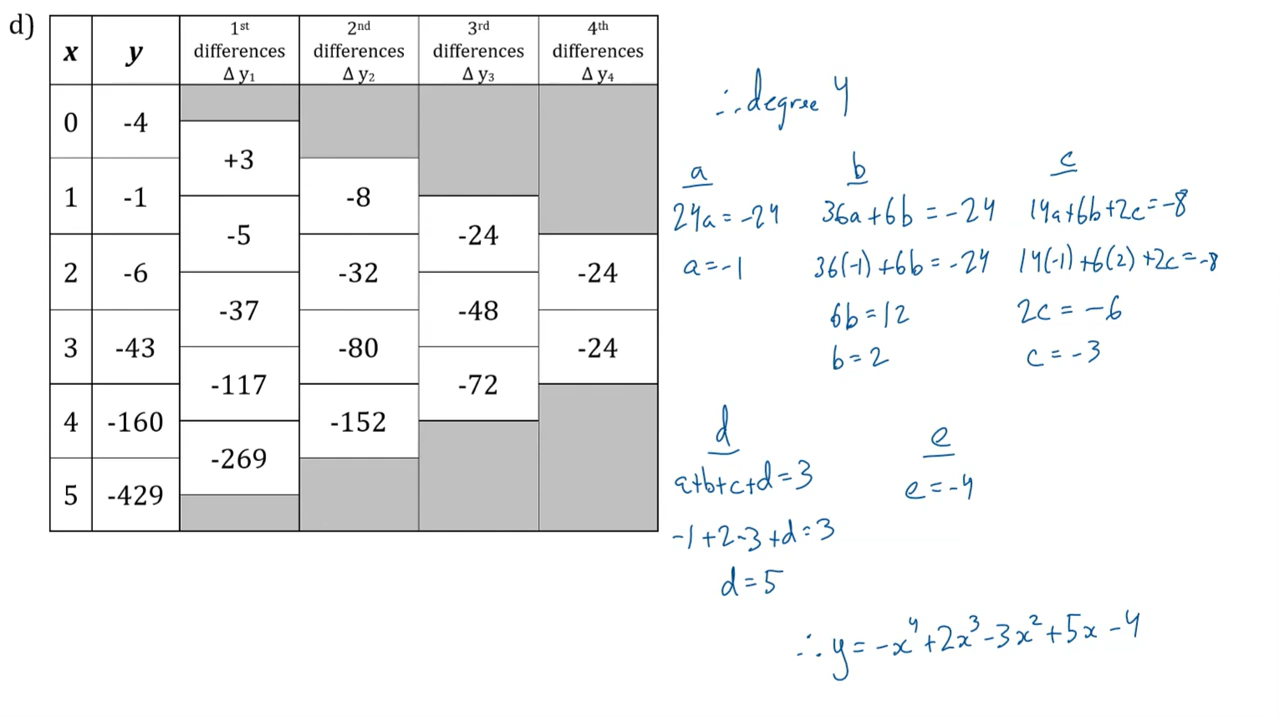 d)
x y 1st differences Δ y₁ 2nd differences Δ y₂ 3rd differences Δ y₃ 4th differences Δ y₄
0 -4
+3
1 -1 -8
-5 -24
2 -6 -32 -24
-37 -48
3 -43 -80 -24
-117 -72
4 -160 -152
-269
5 -429
∴ degree 4
a
24a = -24
a = -1
b
36a + 6b = -24
36(-1) + 6b = -24
6b = 12
b = 2
c
14a + 6b + 2c = -8
14(-1) + 6(2) + 2c = -8
2c = -6
c = -3
d
a+b+c+d = 3
-1+2-3+d = 3
d = 5
e
e = -4
∴ y = -x⁴ + 2x³ - 3x² + 5x - 4